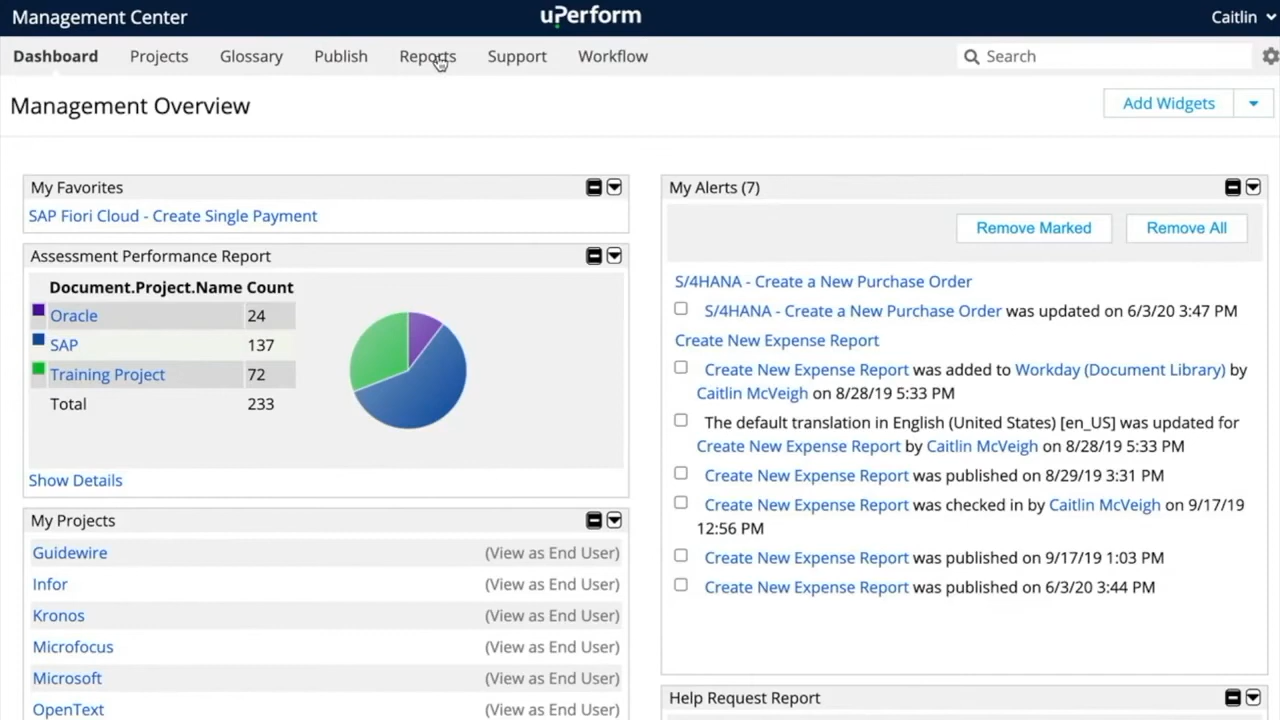 Management Center
uPerform
Caitlin
Dashboard
Projects
Glossary
Publish
Reports
Support
Workflow
Search
Management Overview
Add Widgets
My Favorites
SAP Fiori Cloud - Create Single Payment
Assessment Performance Report
Document.Project.Name Count
Oracle 24
SAP 137
Training Project 72
Total 233
Show Details
My Projects
Guidewire (View as End User)
Infor (View as End User)
Kronos (View as End User)
Microfocus (View as End User)
Microsoft (View as End User)
OpenText (View as End User)
My Alerts (7)
Remove Marked
Remove All
S/4HANA - Create a New Purchase Order
S/4HANA - Create a New Purchase Order was updated on 6/3/20 3:47 PM
Create New Expense Report
Create New Expense Report was added to Workday (Document Library) by
Caitlin McVeigh on 8/28/19 5:33 PM
The default translation in English (United States) [en_US] was updated for
Create New Expense Report by Caitlin McVeigh on 8/28/19 5:33 PM
Create New Expense Report was published on 8/29/19 3:31 PM
Create New Expense Report was checked in by Caitlin McVeigh on 9/17/19
12:56 PM
Create New Expense Report was published on 9/17/19 1:03 PM
Create New Expense Report was published on 6/3/20 3:44 PM
Help Request Report